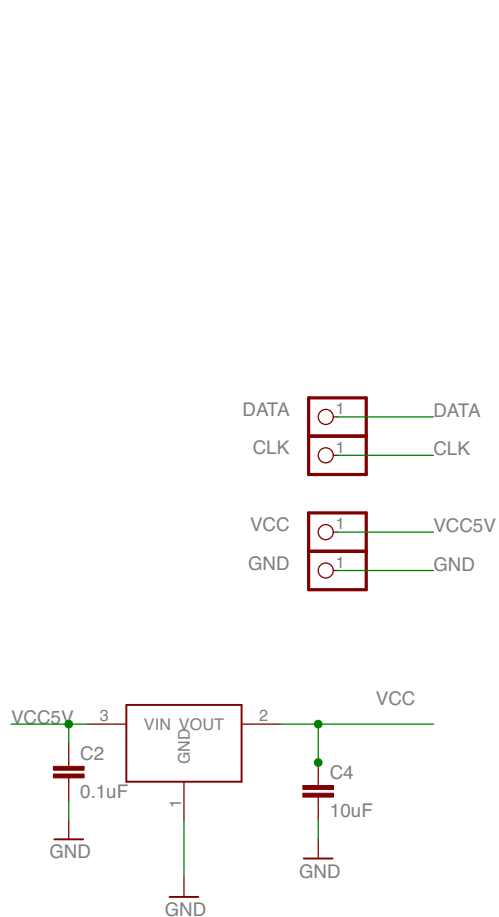 DATA 1 DATA
CLK 1 CLK
VCC 1 VCC5V
GND 1 GND
VCC
VCC5V 3 VIN VOUT 2
GND
C2
0.1uF
1
C4
10uF
GND
GND
GND